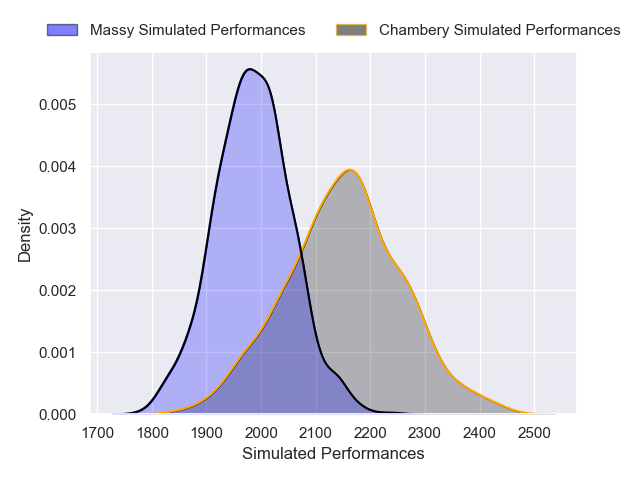 Massy Simulated Performances Chambery Simulated Performances
0.005
0.004
0.003
0.002
0.001
0.000
Density
1700 1800 1900 2000 2100 2200 2300 2400 2500
Simulated Performances